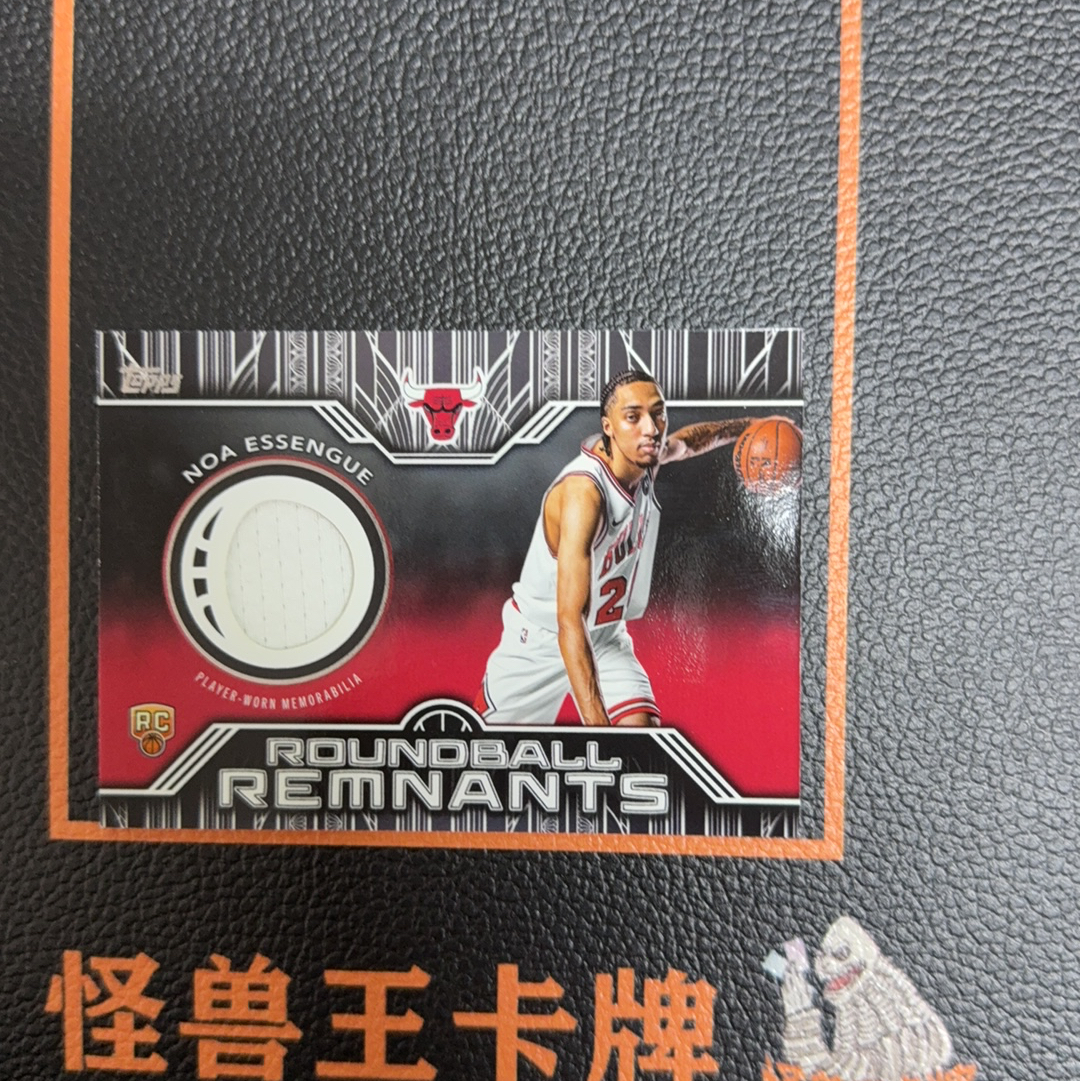 Topps
NOA ESSENGUE
BULLS
2
PLAYER-WORN MEMORABILIA
RC
ROUNDBALL
REMNANTS
怪兽王卡牌